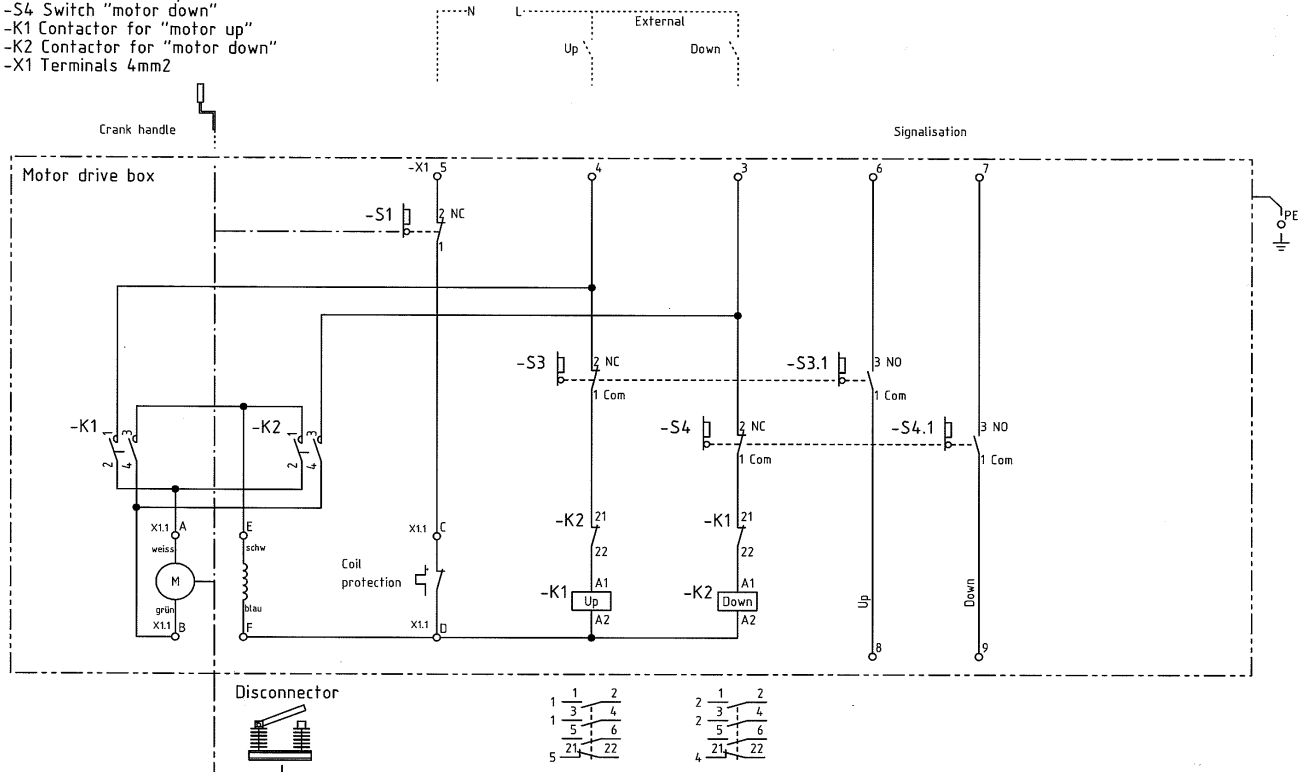 -S4 Switch "motor down"
-K1 Contactor for "motor up"
-K2 Contactor for "motor down"
-X1 Terminals 4mm2
N L
External
Up Down
Crank handle
Signalisation
Motor drive box
-X1 5 4 3 6 7
PE
-S1 2 NC
1
-S3 2 NC
1 Com
-S3.1 3 NO
1 Com
-K1 1 3
2 4
-K2 1 3
2 4
-S4 2 NC
1 Com
-S4.1 3 NO
1 Com
X1.1 A
weiss
M
grün
X1.1 B
E
schw
blau
F
X1.1 C
Coil
protection
X1.1 D
-K2 21
22
-K1 21
22
-K1 A1
Up
A2
-K2 A1
Down
A2
Up
Down
8 9
Disconnector
1 1 2
1 3 4
5 6
5 21 22
2 1 2
2 3 4
5 6
4 21 22